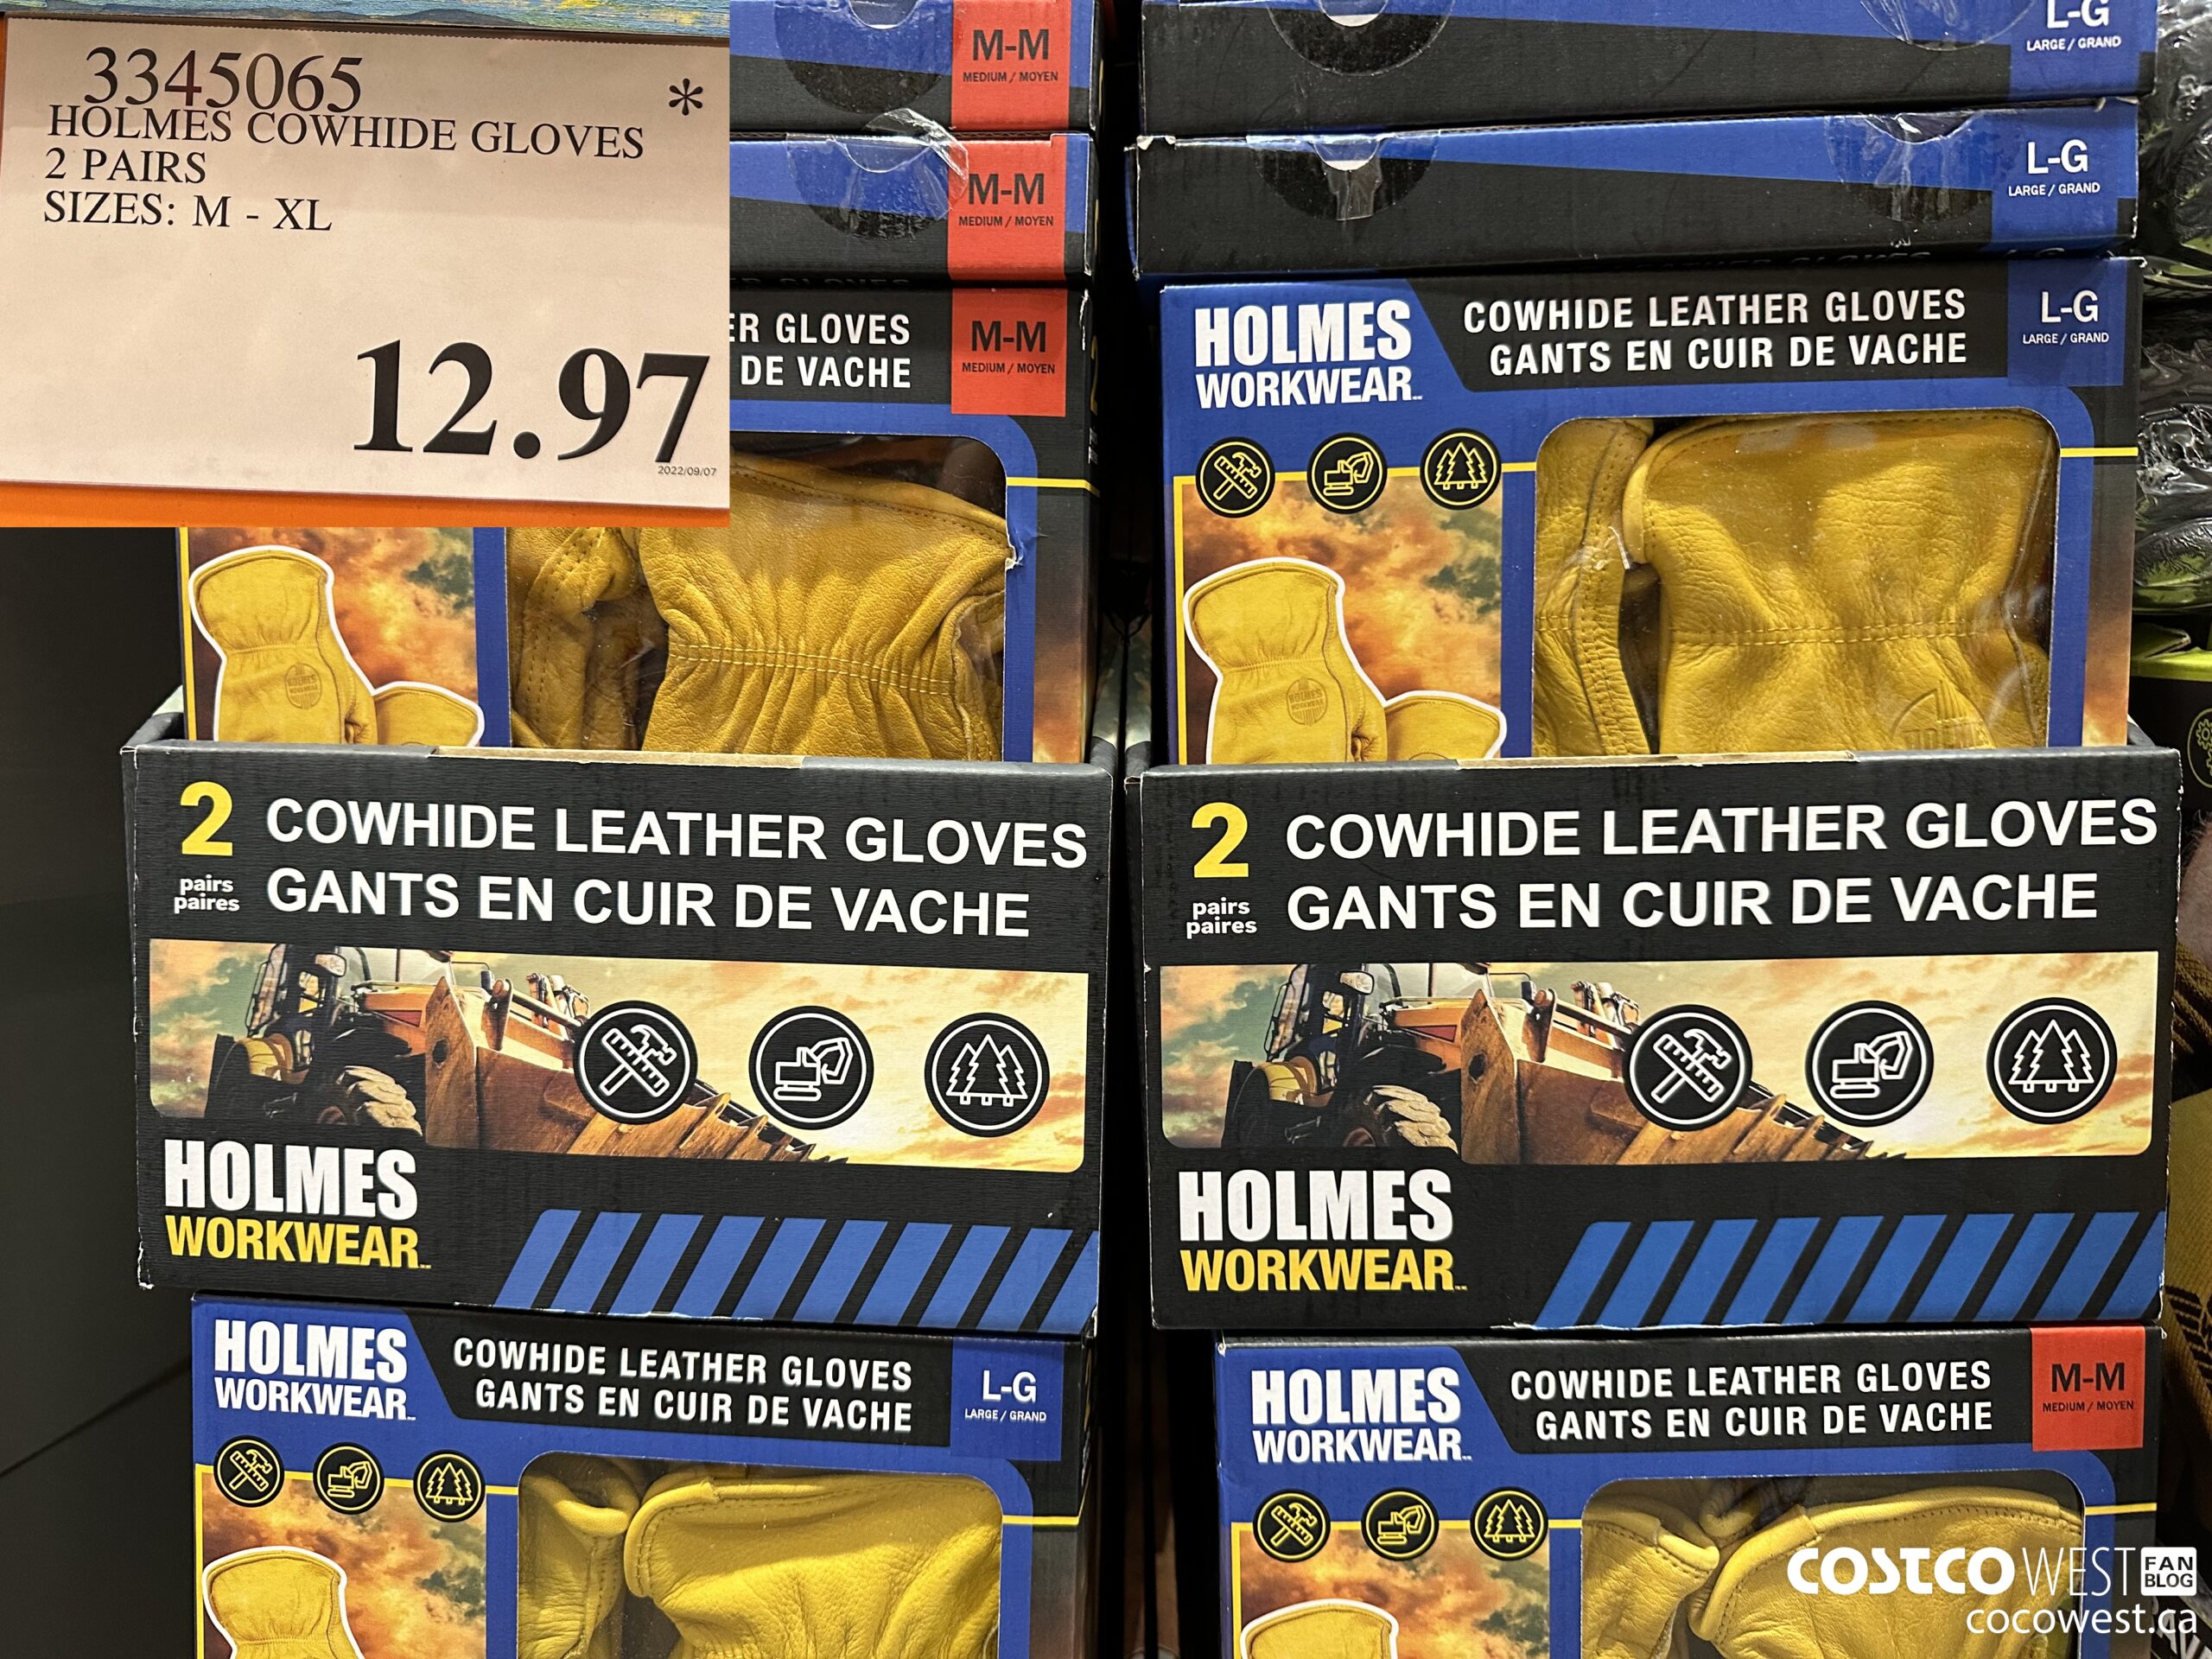 3345065
*
HOLMES COWHIDE GLOVES
2 PAIRS
SIZES: M - XL
12.97
2022/09/07
M-M
MEDIUM / MOYEN
L-G
LARGE / GRAND
M-M
MEDIUM / MOYEN
L-G
LARGE / GRAND
ER GLOVES
DE VACHE
M-M
MEDIUM / MOYEN
HOLMES
WORKWEAR
COWHIDE LEATHER GLOVES
GANTS EN CUIR DE VACHE
L-G
LARGE / GRAND
HOLMES
WORKWEAR
HOLMES
WORKWEAR
2
pairs
paires
COWHIDE LEATHER GLOVES
GANTS EN CUIR DE VACHE
HOLMES
WORKWEAR
2
pairs
paires
COWHIDE LEATHER GLOVES
GANTS EN CUIR DE VACHE
HOLMES
WORKWEAR
HOLMES
WORKWEAR
COWHIDE LEATHER GLOVES
GANTS EN CUIR DE VACHE
L-G
LARGE / GRAND
HOLMES
WORKWEAR
COWHIDE LEATHER GLOVES
GANTS EN CUIR DE VACHE
M-M
MEDIUM / MOYEN
COSTCO WEST FAN BLOG
cocowest.ca